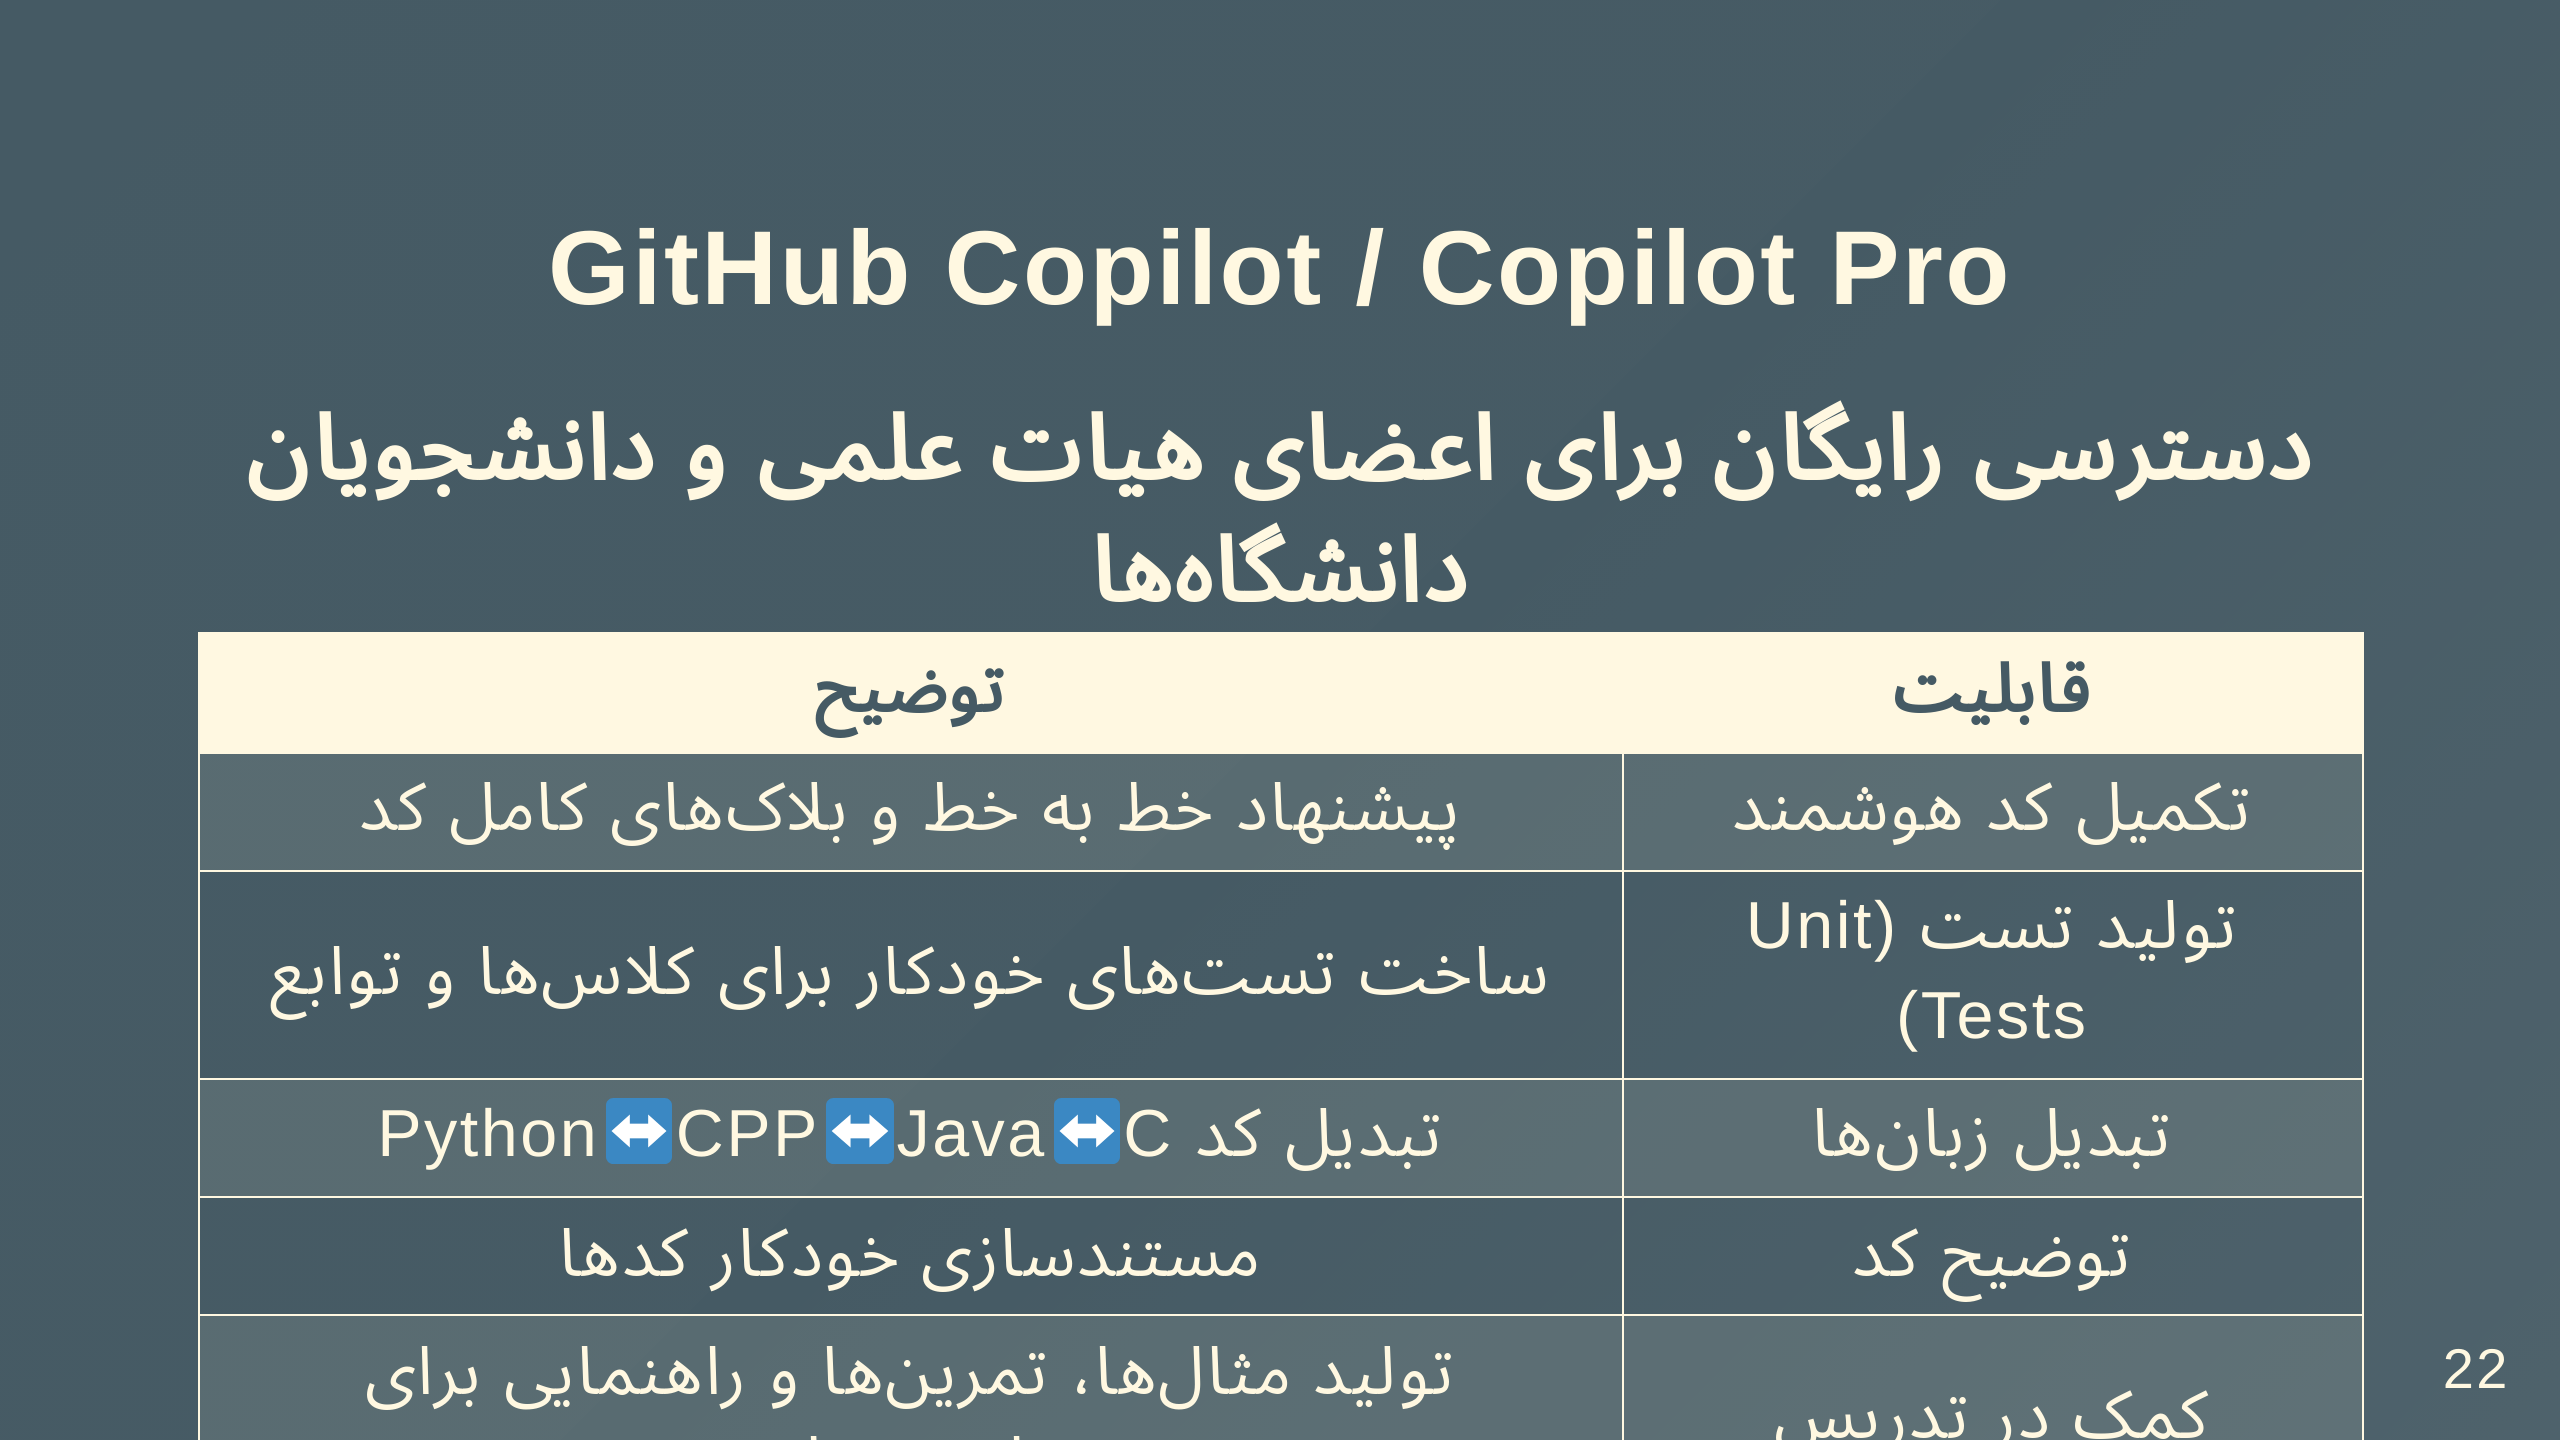 GitHub Copilot / Copilot Pro
دسترسی رایگان برای اعضای هیات علمی و دانشجویان
دانشگاه‌ها
قابلیت
توضیح
تکمیل کد هوشمند
پیشنهاد خط به خط و بلاک‌های کامل کد
تولید تست (Unit
Tests)
ساخت تست‌های خودکار برای کلاس‌ها و توابع
تبدیل زبان‌ها
تبدیل کد Python↔️CPP↔️Java↔️C
توضیح کد
مستندسازی خودکار کدها
کمک در تدریس
تولید مثال‌ها، تمرین‌ها و راهنمایی برای
22